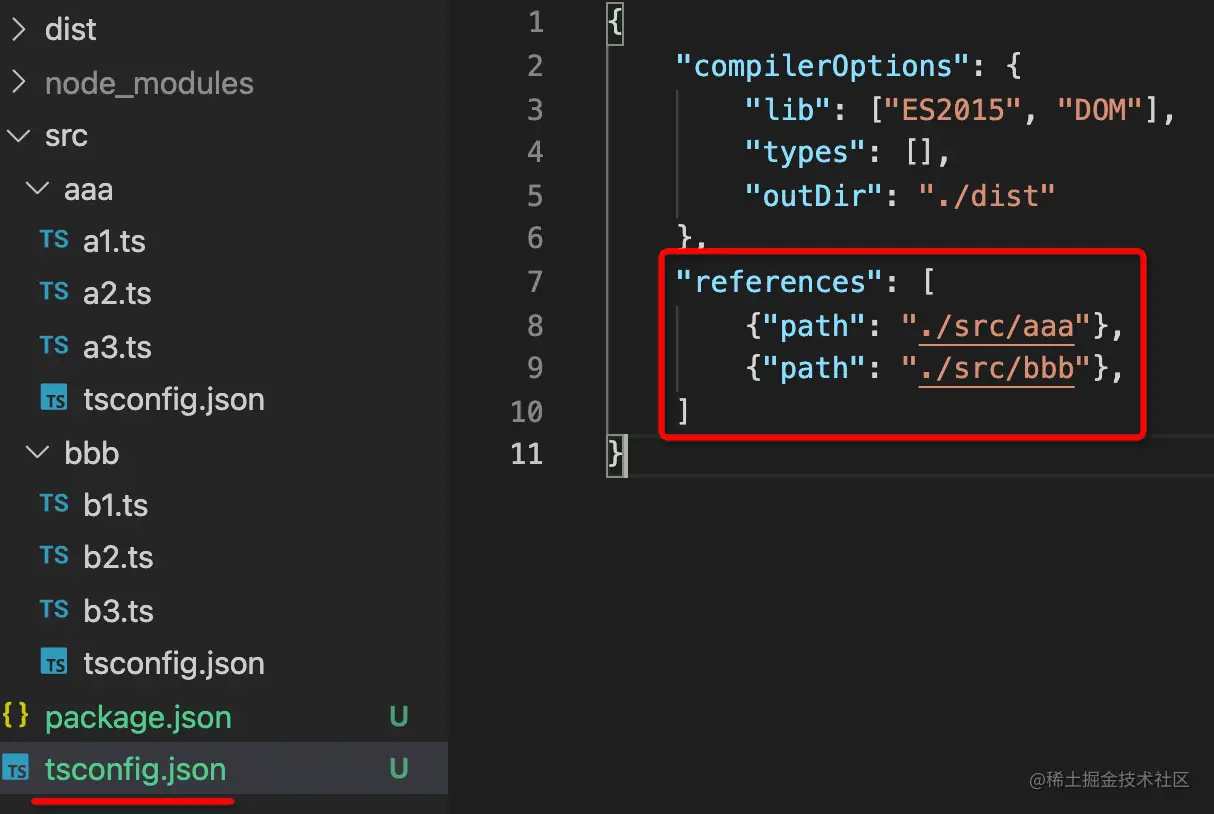 dist
node_modules
src
aaa
TS a1.ts
TS a2.ts
TS a3.ts
TS tsconfig.json
bbb
TS b1.ts
TS b2.ts
TS b3.ts
TS tsconfig.json
{} package.json U
TS tsconfig.json U
1 {
2 "compilerOptions": {
3 "lib": ["ES2015", "DOM"],
4 "types": [],
5 "outDir": "./dist"
6 },
7 "references": [
8 {"path": "./src/aaa"},
9 {"path": "./src/bbb"},
10 ]
11 }
@稀土掘金技术社区